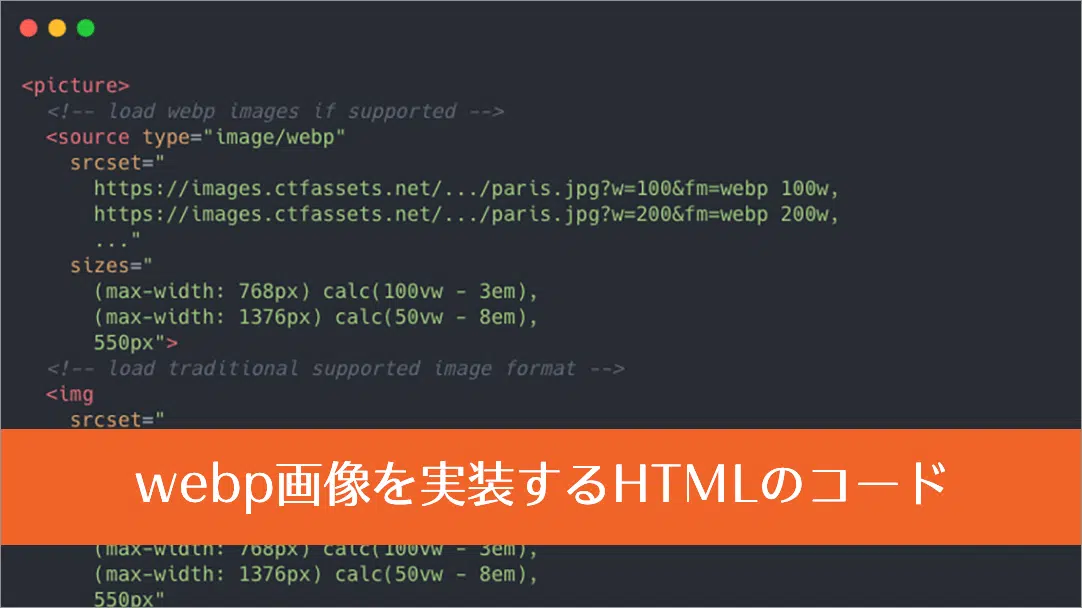 <picture>
<!-- load webp images if supported -->
<source type="image/webp"
srcset="
https://images.ctfassets.net/.../paris.jpg?w=100&fm=webp 100w,
https://images.ctfassets.net/.../paris.jpg?w=200&fm=webp 200w,
..."
sizes="
(max-width: 768px) calc(100vw - 3em),
(max-width: 1376px) calc(50vw - 8em),
550px">
<!-- load traditional supported image format -->
<img
srcset="
webp画像を実装するHTMLのコード
(max-width: 768px) calc(100vw - 3em),
(max-width: 1376px) calc(50vw - 8em),
550px"